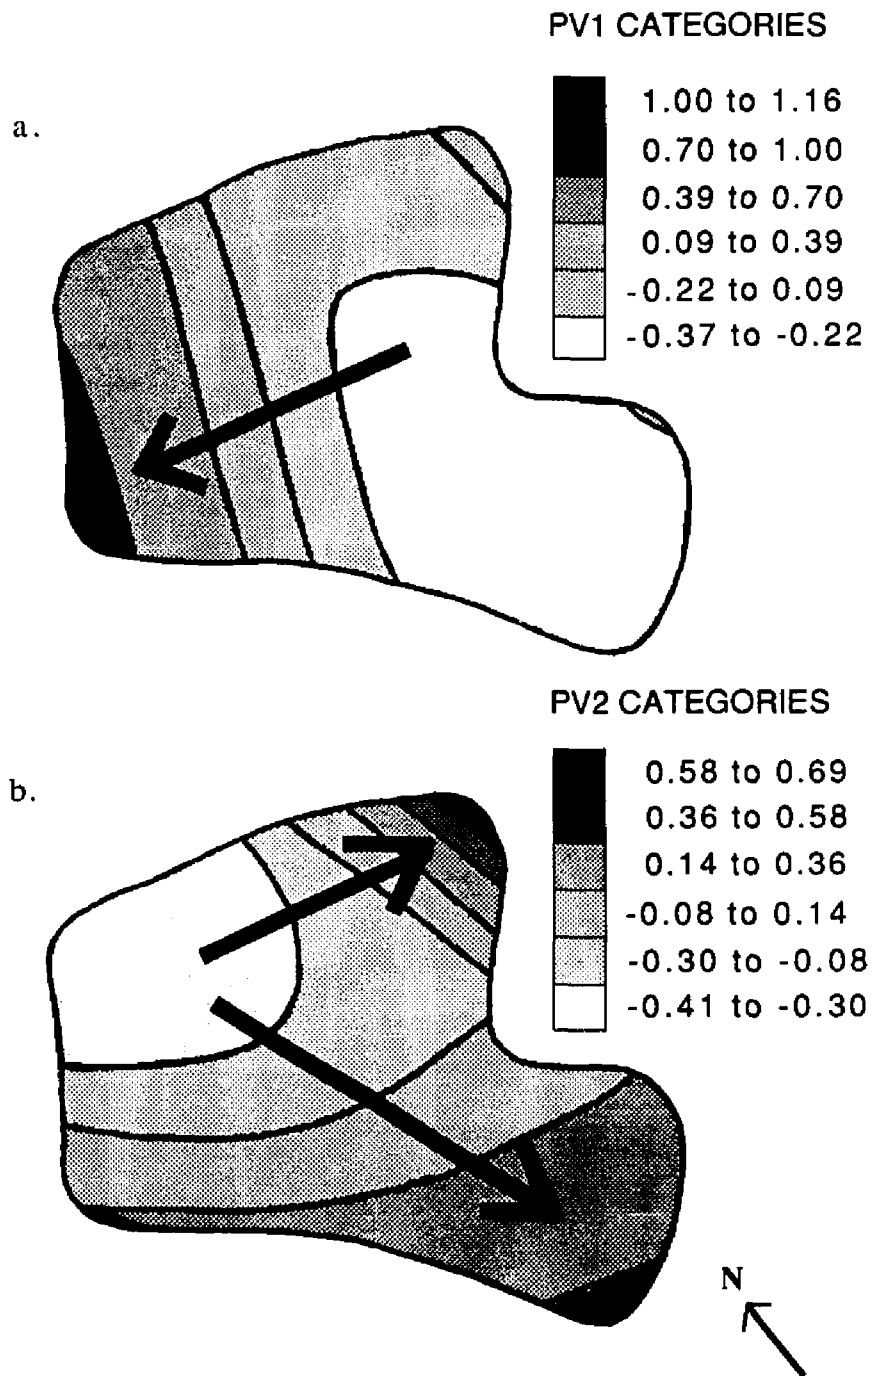 PV1 CATEGORIES
a.
1.00 to 1.16
0.70 to 1.00
0.39 to 0.70
0.09 to 0.39
-0.22 to 0.09
-0.37 to -0.22
PV2 CATEGORIES
b.
0.58 to 0.69
0.36 to 0.58
0.14 to 0.36
-0.08 to 0.14
-0.30 to -0.08
-0.41 to -0.30
N